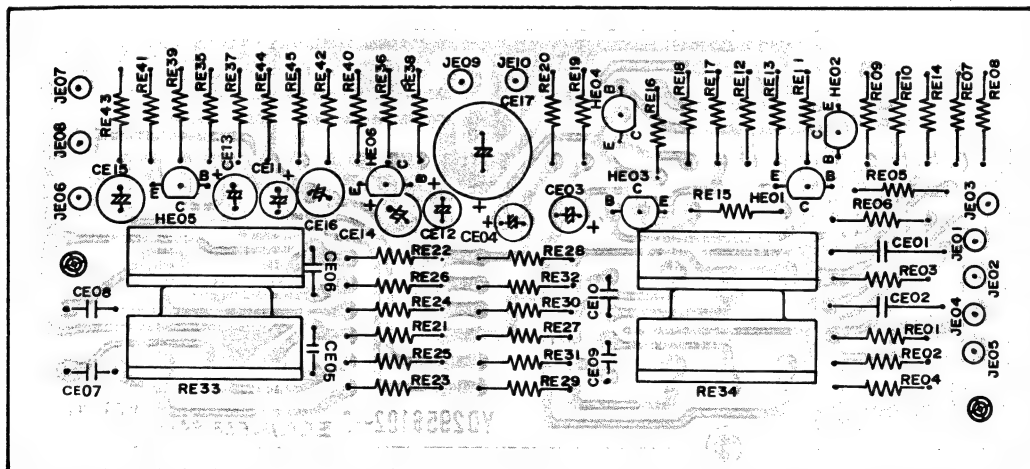 JE07
RE43
RE41
RE39
RE35
RE37
RE44
RE45
RE42
RE40
RE36
RE38
JE09
JE10
CE17
RE20
RE19
HE04
B
C
E
RE16
RE18
RE17
RE12
RE13
RE11
HE02
E
C
B
RE09
RE10
RE14
RE07
RE08
JE08
JE06
CE15
E
B
C
HE05
CE13
CE11
CE16
HE06
C
B
CE14
CE12
CE04
CE03
HE03
B
E
C
RE15
HE01
E
B
C
RE05
RE06
JE03
JE01
CE08
CE06
RE22
RE28
CE01
RE26
RE32
CE10
RE03
JE02
RE24
RE30
CE02
JE04
RE21
RE27
RE01
CE05
RE25
RE31
CE09
RE02
JE05
CE07
RE33
RE23
RE29
RE34
RE04
YD2958102-